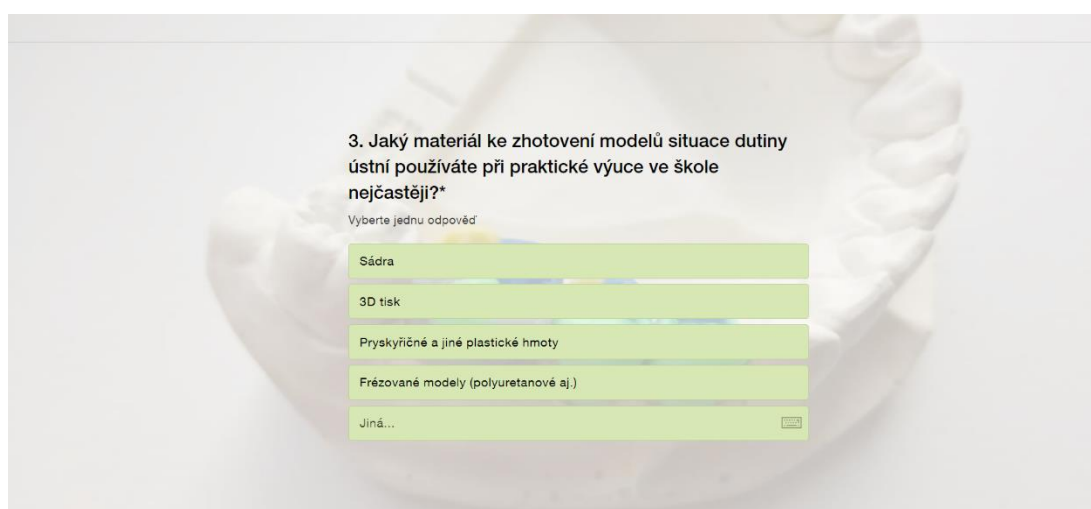 3. Jaký materiál ke zhotovení modelů situace dutiny
ústní používáte při praktické výuce ve škole
nejčastěji?*
Vyberte jednu odpověď
Sádra
3D tisk
Pryskyřičné a jiné plastické hmoty
Frézované modely (polyuretanové aj.)
Jiná...